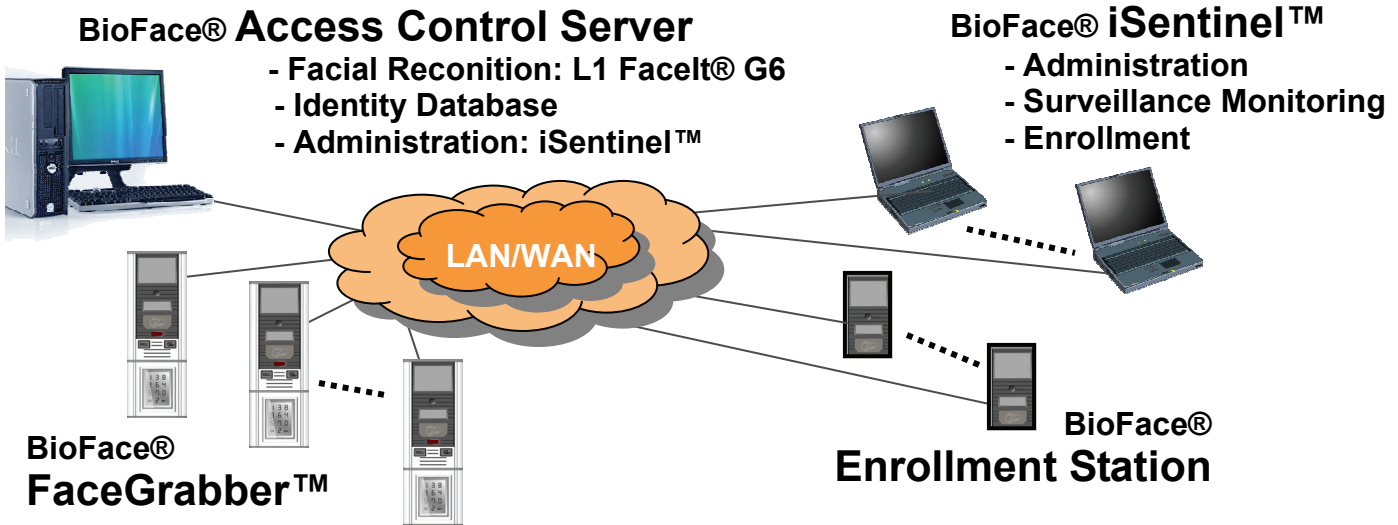 BioFace® Access Control Server
- Facial Reconition: L1 FaceIt® G6
- Identity Database
- Administration: iSentinel™
BioFace® iSentinel™
- Administration
- Surveillance Monitoring
- Enrollment
LAN/WAN
BioFace®
FaceGrabber™
BioFace®
Enrollment Station